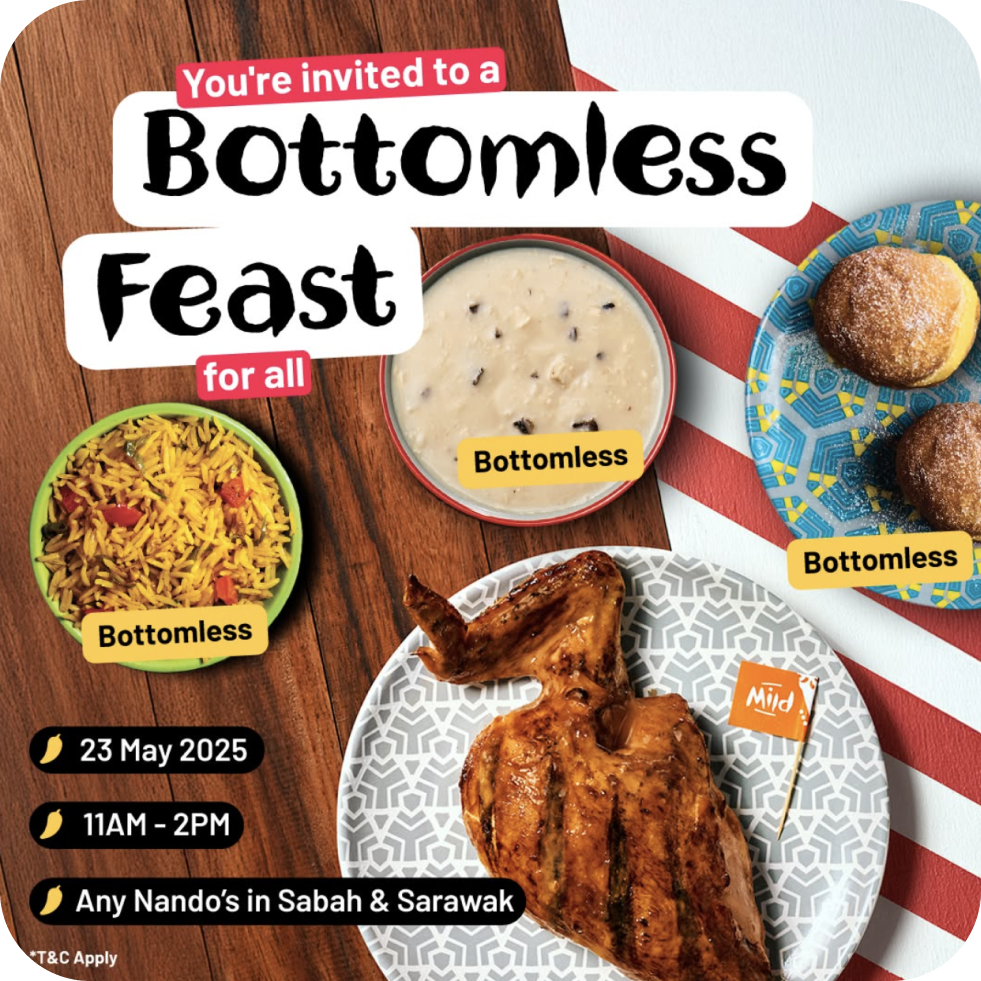 You're invited to a
Bottomless
Feast
for all
Bottomless
Bottomless
Bottomless
Mild
23 May 2025
11AM - 2PM
Any Nando’s in Sabah & Sarawak
*T&C Apply